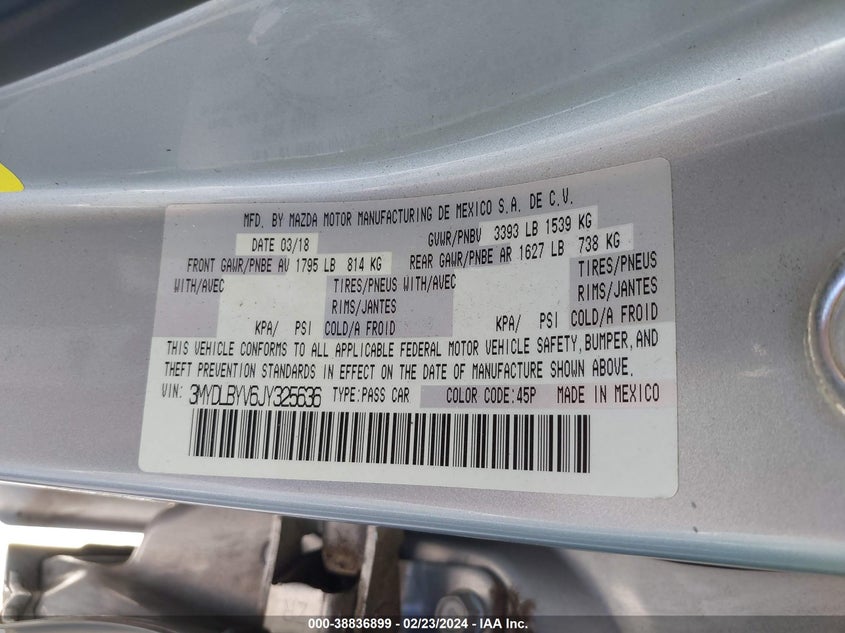 MFD. BY MAZDA MOTOR MANUFACTURING DE MEXICO S.A. DE C.V.
DATE 03/18 GVWR/PNBV 3393 LB 1539 KG
FRONT GAWR/PNBE AV 1795 LB 814 KG REAR GAWR/PNBE AR 1627 LB 738 KG
WITH/AVEC TIRES/PNEUS WITH/AVEC TIRES/PNEUS
RIMS/JANTES RIMS/JANTES
KPA/ PSI COLD/A FROID KPA/ PSI COLD/A FROID
THIS VEHICLE CONFORMS TO ALL APPLICABLE FEDERAL MOTOR VEHICLE SAFETY, BUMPER, AND
THEFT PREVENTION STANDARDS IN EFFECT ON THE DATE OF MANUFACTURE SHOWN ABOVE.
VIN: 3MYDLBYV6JY325636 TYPE:PASS CAR COLOR CODE:45P MADE IN MEXICO
000-38836899 - 02/23/2024 - IAA Inc.